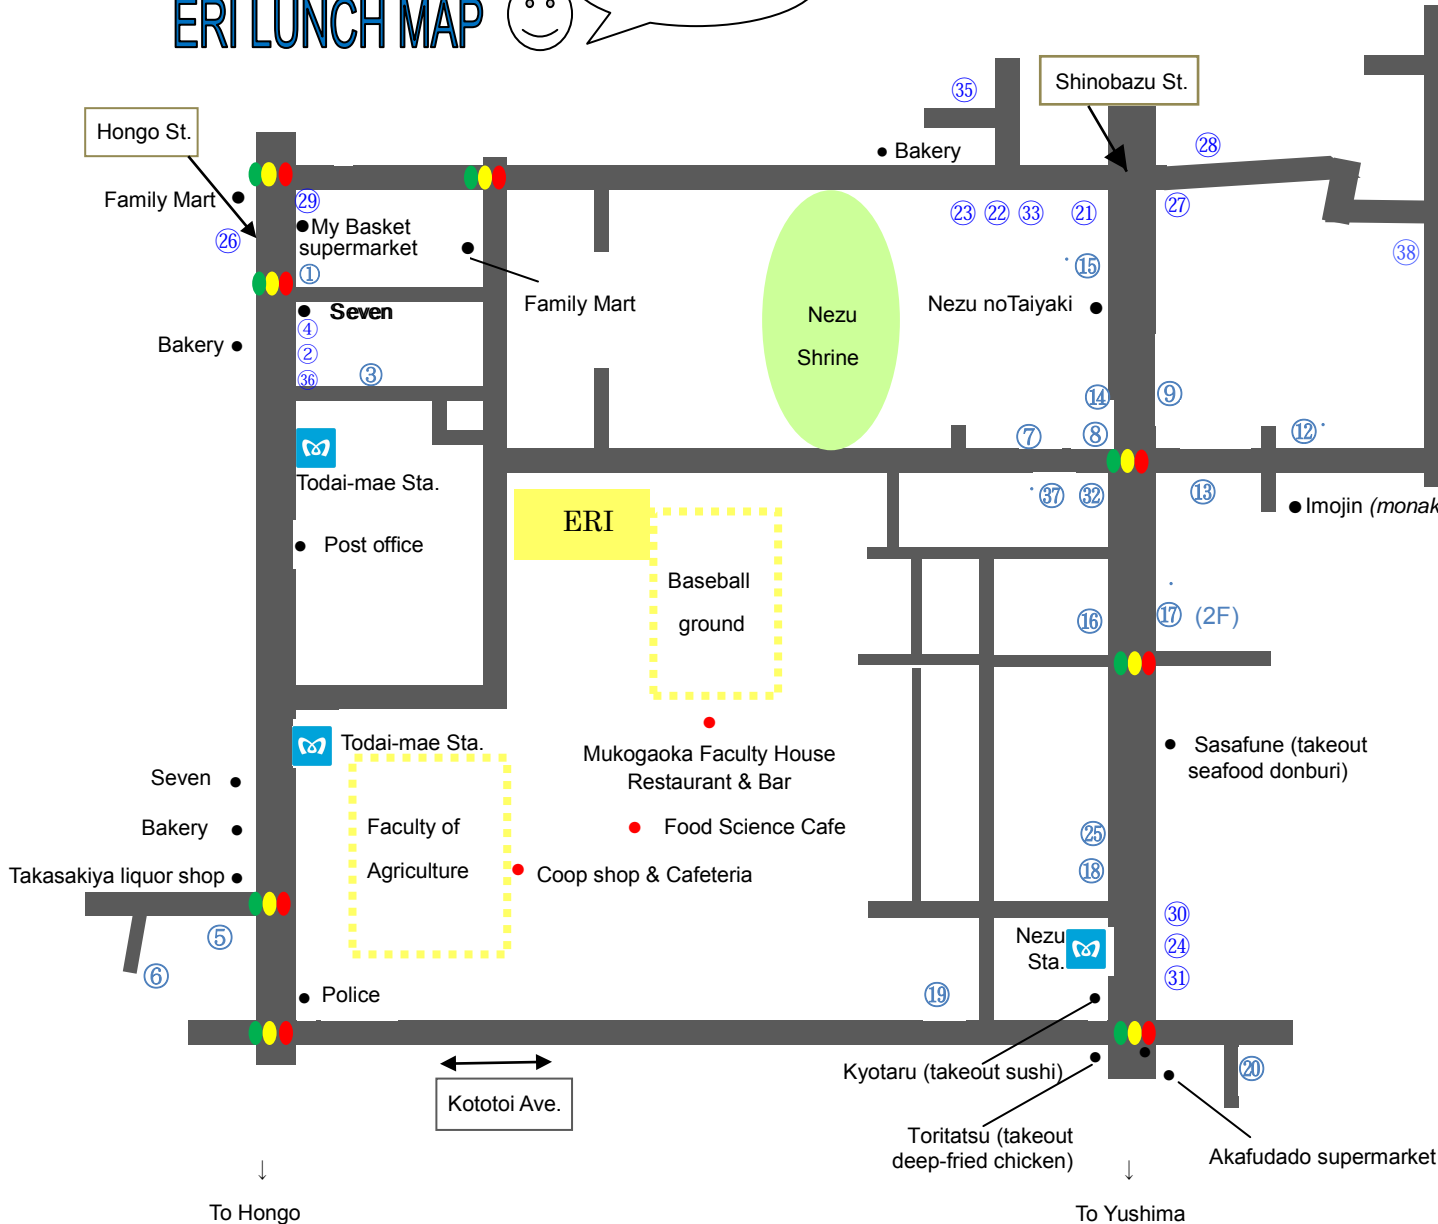 ERI LUNCH MAP
Shinobazu St.
㉟
Hongo St.
Bakery
㉘
Family Mart
㉙
My Basket
supermarket
㉖
㉓ ㉒ ㉝ ㉑
㉗
①
⑮
㊳
Family Mart
Nezu noTaiyaki
Seven
Nezu
Shrine
④
②
㊱
Bakery
③
⑭
⑨
⑦
⑧
⑫
Todai-mae Sta.
㊲
㉜
⑬
Imojin (monak
ERI
Post office
Baseball
ground
⑯
⑰ (2F)
Todai-mae Sta.
Mukogaoka Faculty House
Restaurant & Bar
Sasafune (takeout
seafood donburi)
Seven
Bakery
Faculty of
Agriculture
Food Science Cafe
㉕
Takasakiya liquor shop
Coop shop & Cafeteria
⑱
⑤
⑥
Nezu
Sta.
㉚
㉔
㉛
Police
⑲
Kyotaru (takeout sushi)
⑳
Kototoi Ave.
Toritatsu (takeout
deep-fried chicken)
Akafudado supermarket
↓
↓
To Hongo
To Yushima